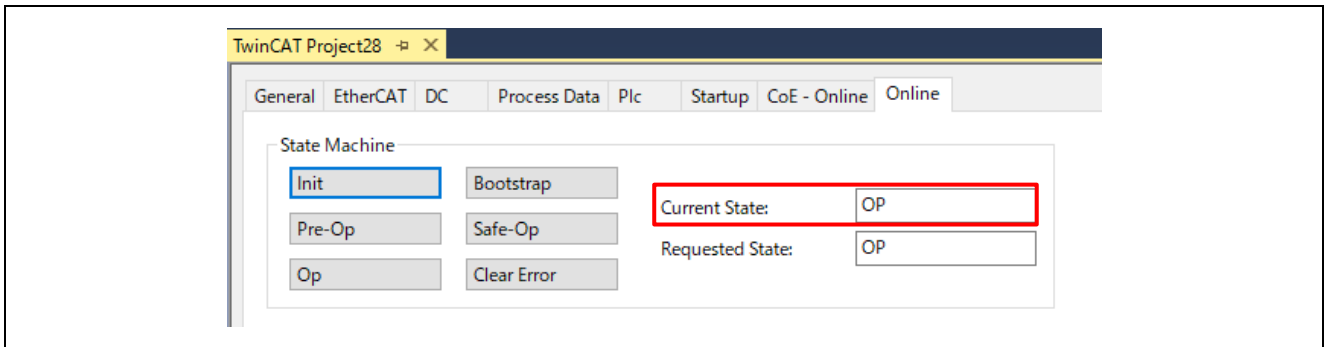 TwinCAT Project28
General EtherCAT DC Process Data Plc Startup CoE - Online Online
State Machine
Init Bootstrap
Current State: OP
Pre-Op Safe-Op
Requested State: OP
Op Clear Error